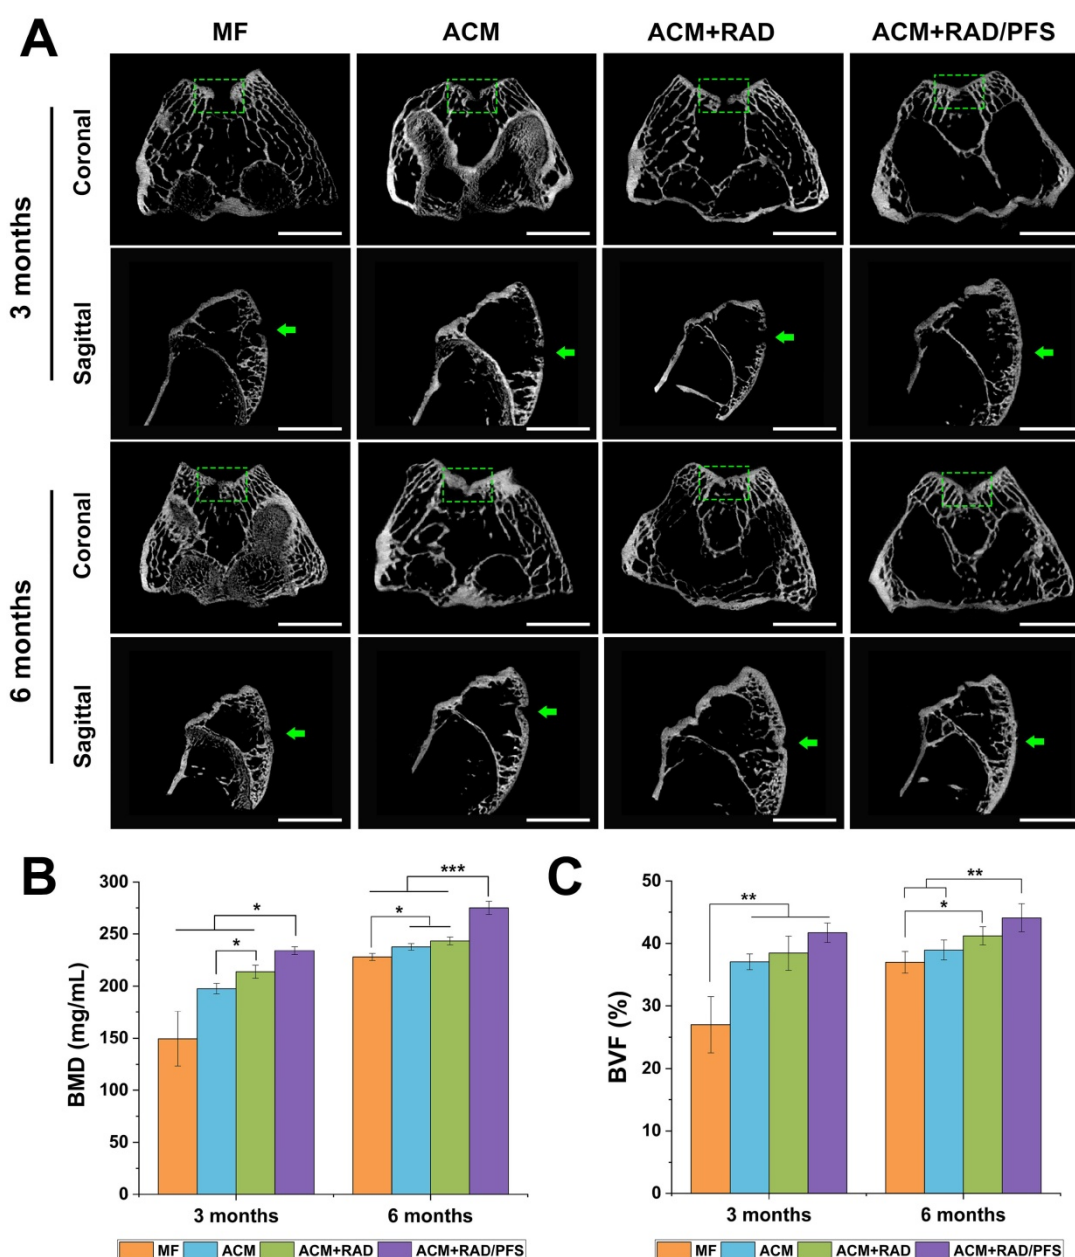 A
MF ACM ACM+RAD ACM+RAD/PFS
3 months
Coronal
Sagittal
6 months
Coronal
Sagittal
B
BMD (mg/mL)
300
250
200
150
100
50
0
*
*
*
***
3 months 6 months
MF ACM ACM+RAD ACM+RAD/PFS
C
BVF (%)
50
40
30
20
10
0
**
**
*
3 months 6 months
MF ACM ACM+RAD ACM+RAD/PFS